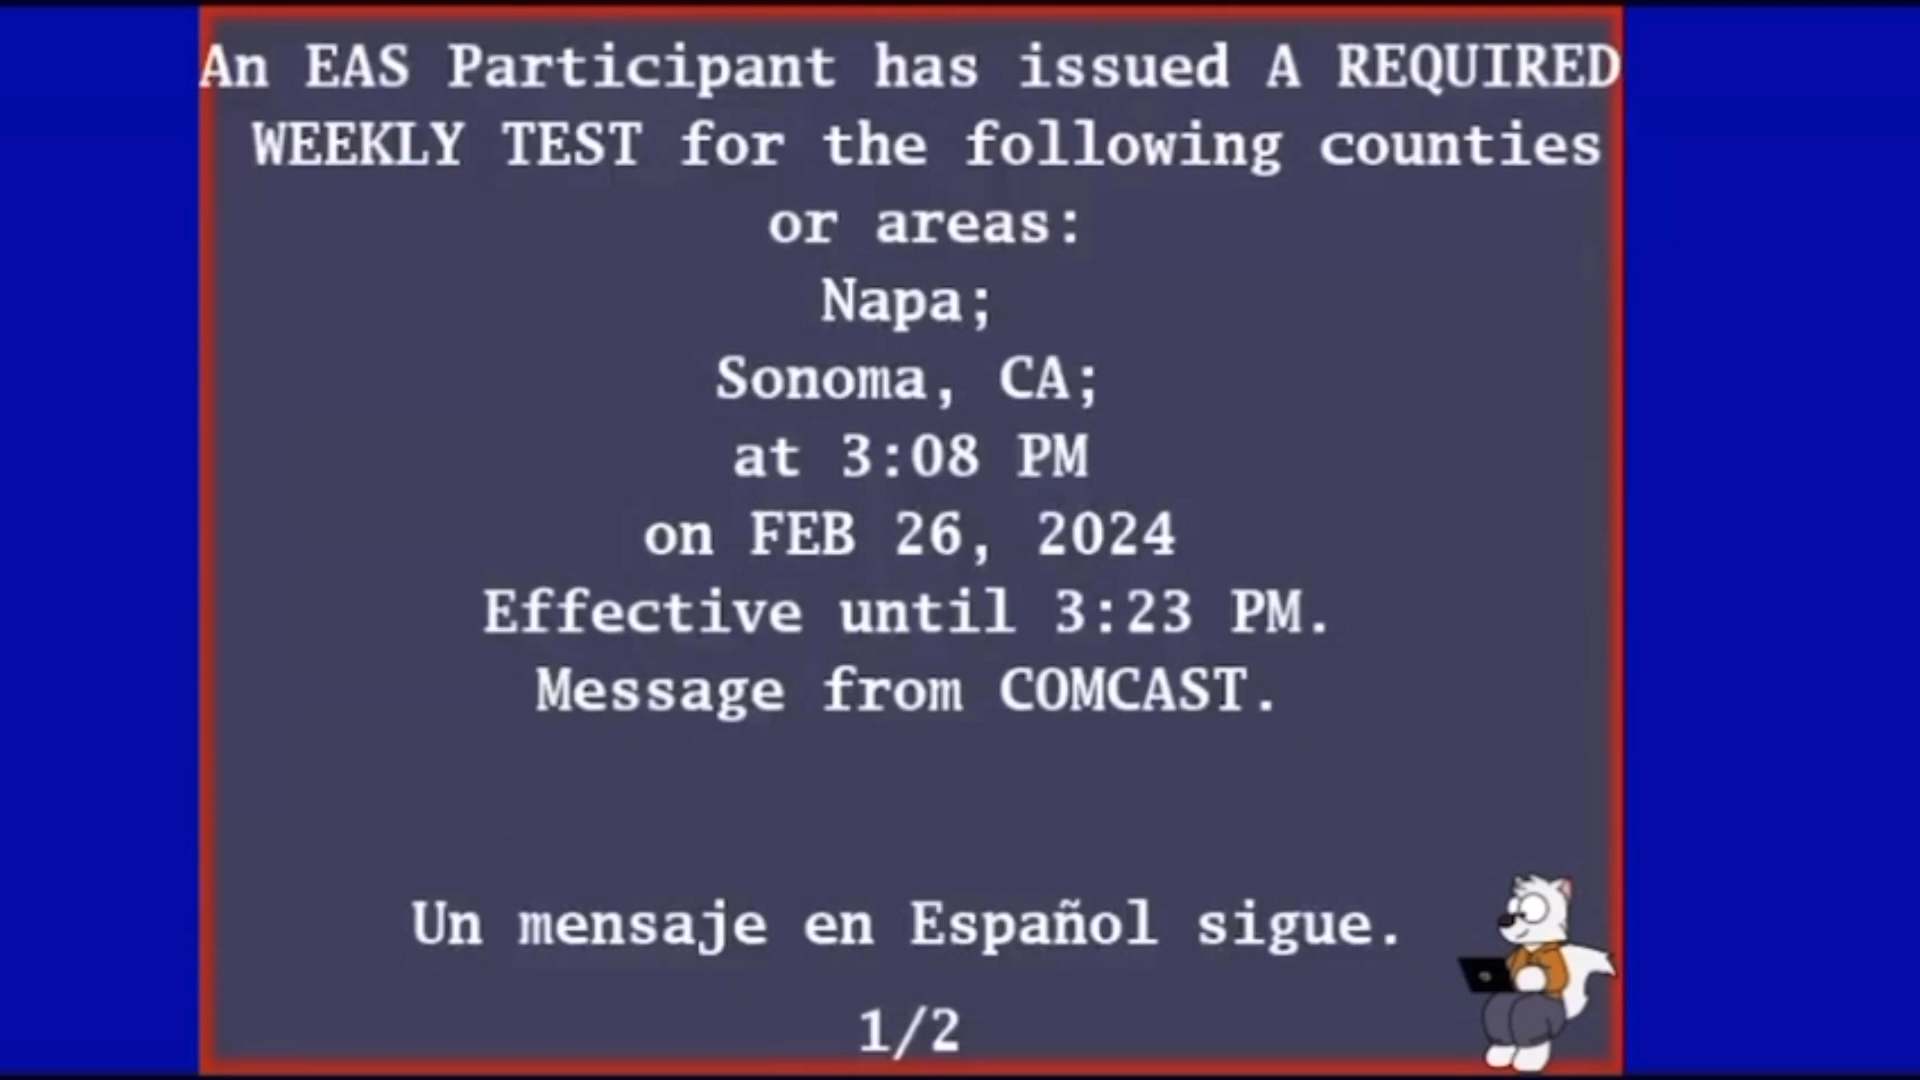 An EAS Participant has issued A REQUIRED
WEEKLY TEST for the following counties
or areas:
Napa;
Sonoma, CA;
at 3:08 PM
on FEB 26, 2024
Effective until 3:23 PM.
Message from COMCAST.
Un mensaje en Español sigue.
1/2